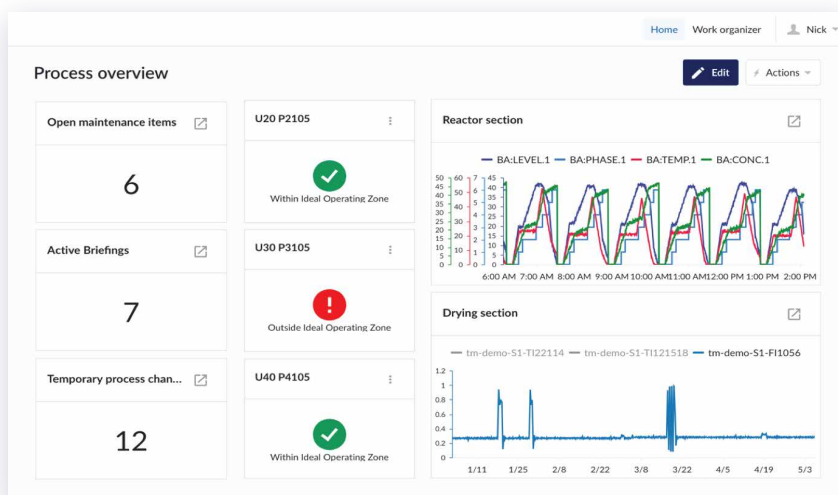 Home Work organizer Nick
Process overview
Edit
Actions
Open maintenance items
6
Active Briefings
7
Temporary process chan...
12
U20 P2105
Within Ideal Operating Zone
U30 P3105
Outside Ideal Operating Zone
U40 P4105
Within Ideal Operating Zone
Reactor section
BA:LEVEL.1 BA:PHASE.1 BA:TEMP.1 BA:CONC.1
50 60 7 45
45 6 40
40 50 35
35 5 30
30 40 4 25
25 30 3 20
20 15
15 20 2 10
10 10 1 5
5
0 0 0 0
6:00 AM 7:00 AM 8:00 AM 9:00 AM 10:00 AM 11:00 AM 12:00 PM 1:00 PM 2:00 PM
Drying section
tm-demo-S1-TI22114 tm-demo-S1-TI121518 tm-demo-S1-FI1056
1.2
1
0.8
0.6
0.4
0.2
0
1/11 1/25 2/8 2/22 3/8 3/22 4/5 4/19 5/3